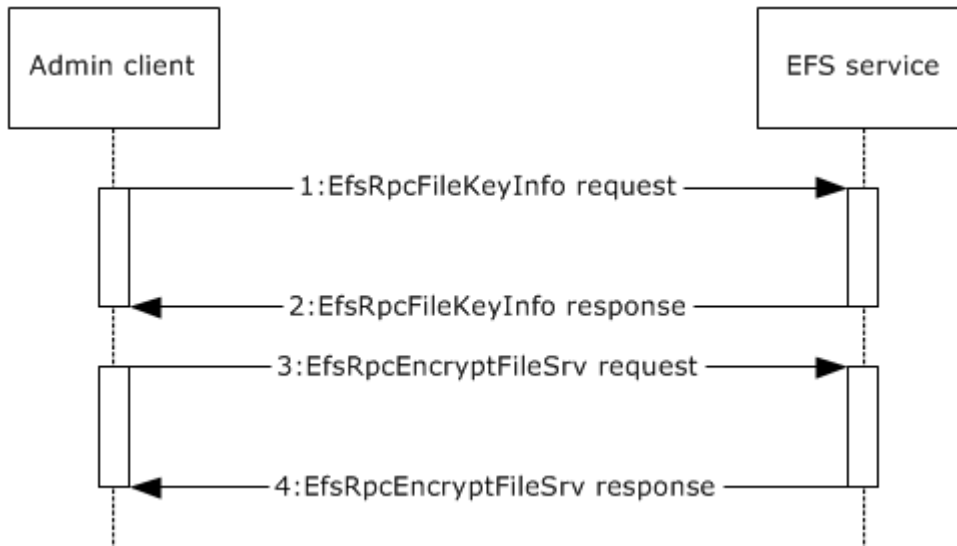 Admin client
EFS service
1:EfsRpcFileKeyInfo request
2:EfsRpcFileKeyInfo response
3:EfsRpcEncryptFileSrv request
4:EfsRpcEncryptFileSrv response